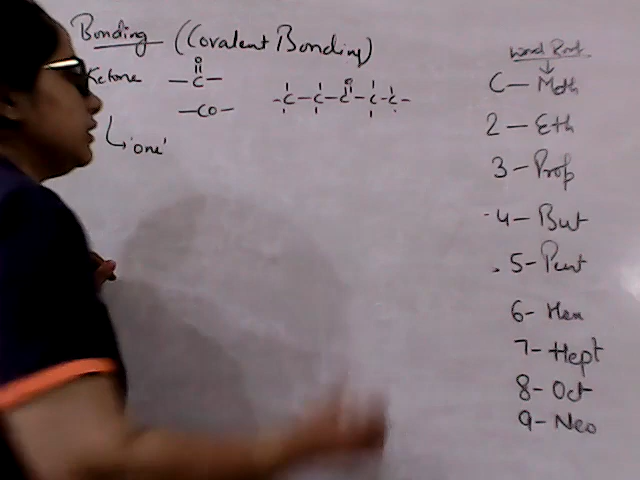 Bonding (Covalent Bonding)
Ketone
O
-C-
-CO-
'one'
O
-C-C-C-C-C-
Word Root
C-Meth
2-Eth
3-Prop
4-But
5-Pent
6-Hex
7-Hept
8-Oct
9-Neo